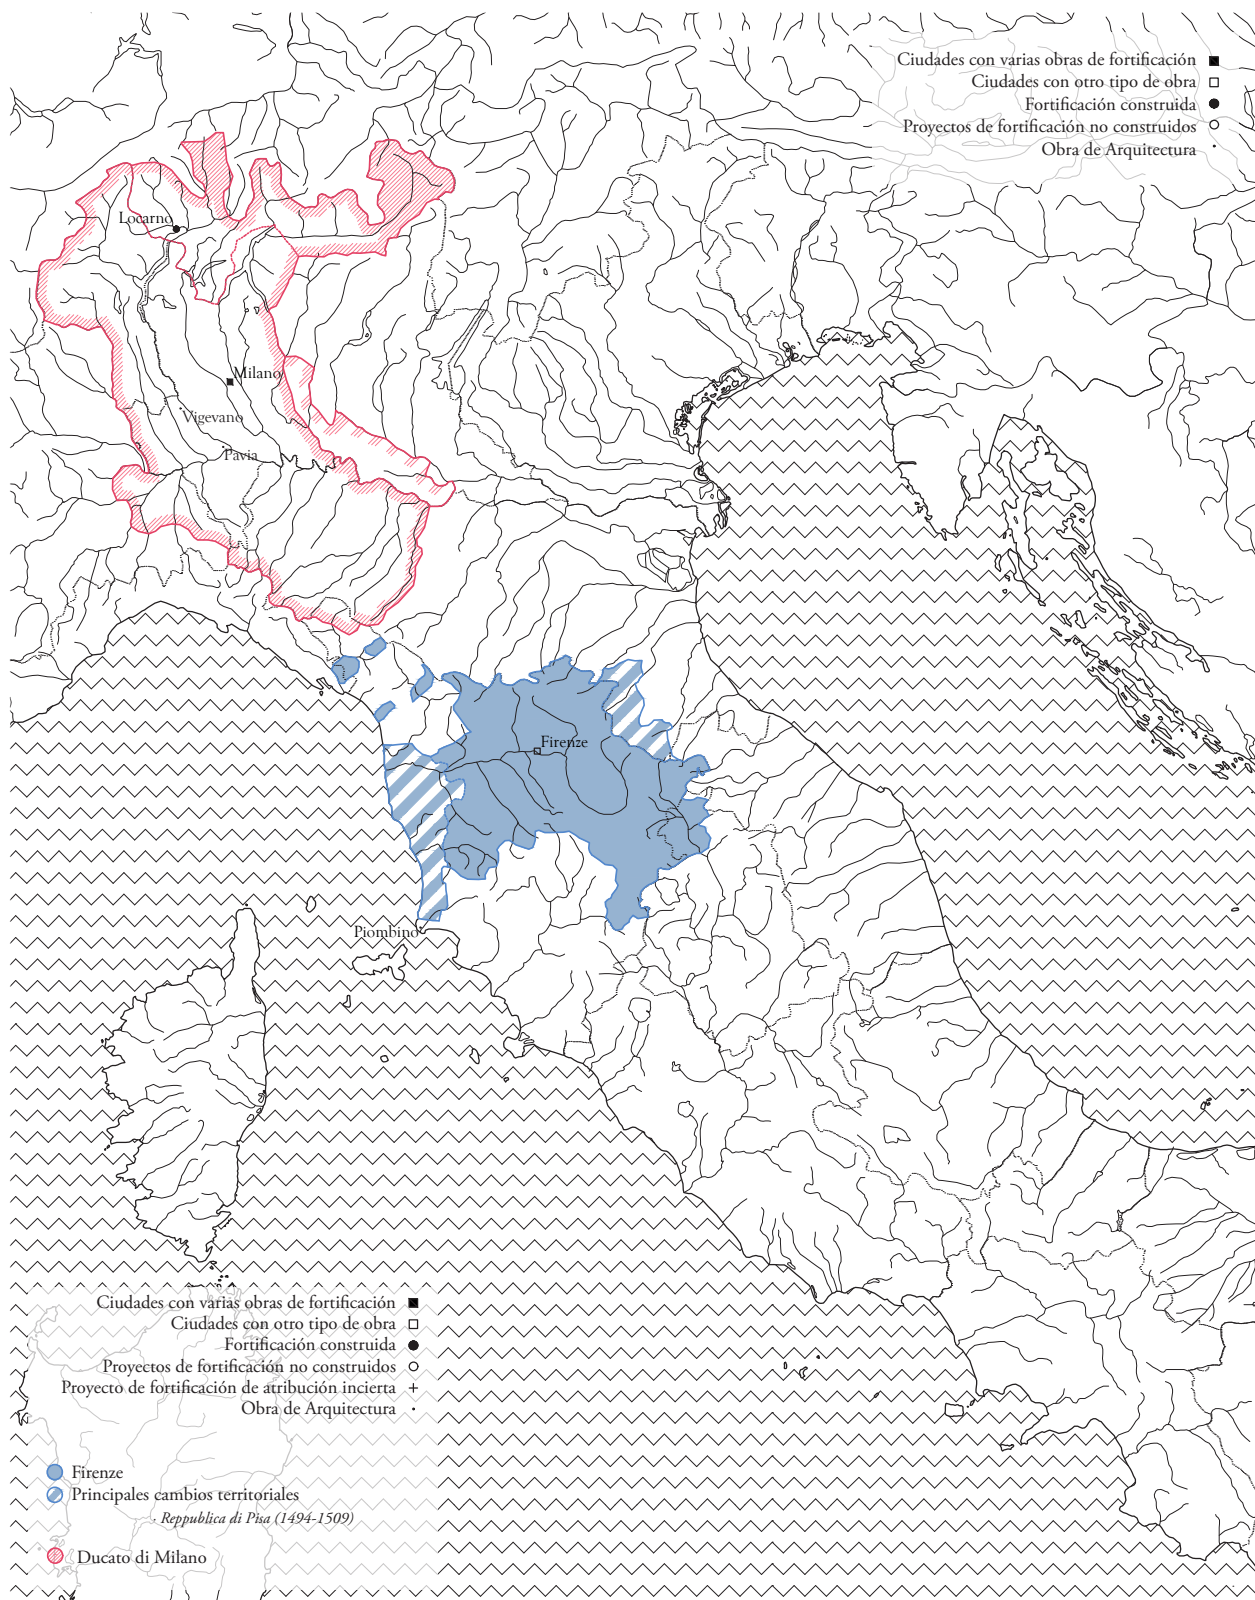 Ciudades con varias obras de fortificación
Ciudades con otro tipo de obra
Fortificación construida
Proyectos de fortificación no construidos
Obra de Arquitectura
Locarno
Milano
Vigevano
Pavia
Firenze
Piombino
Ciudades con varias obras de fortificación
Ciudades con otro tipo de obra
Fortificación construida
Proyectos de fortificación no construidos
Proyecto de fortificación de atribución incierta
Obra de Arquitectura
Firenze
Principales cambios territoriales
· Reppublica di Pisa (1494-1509)
Ducato di Milano